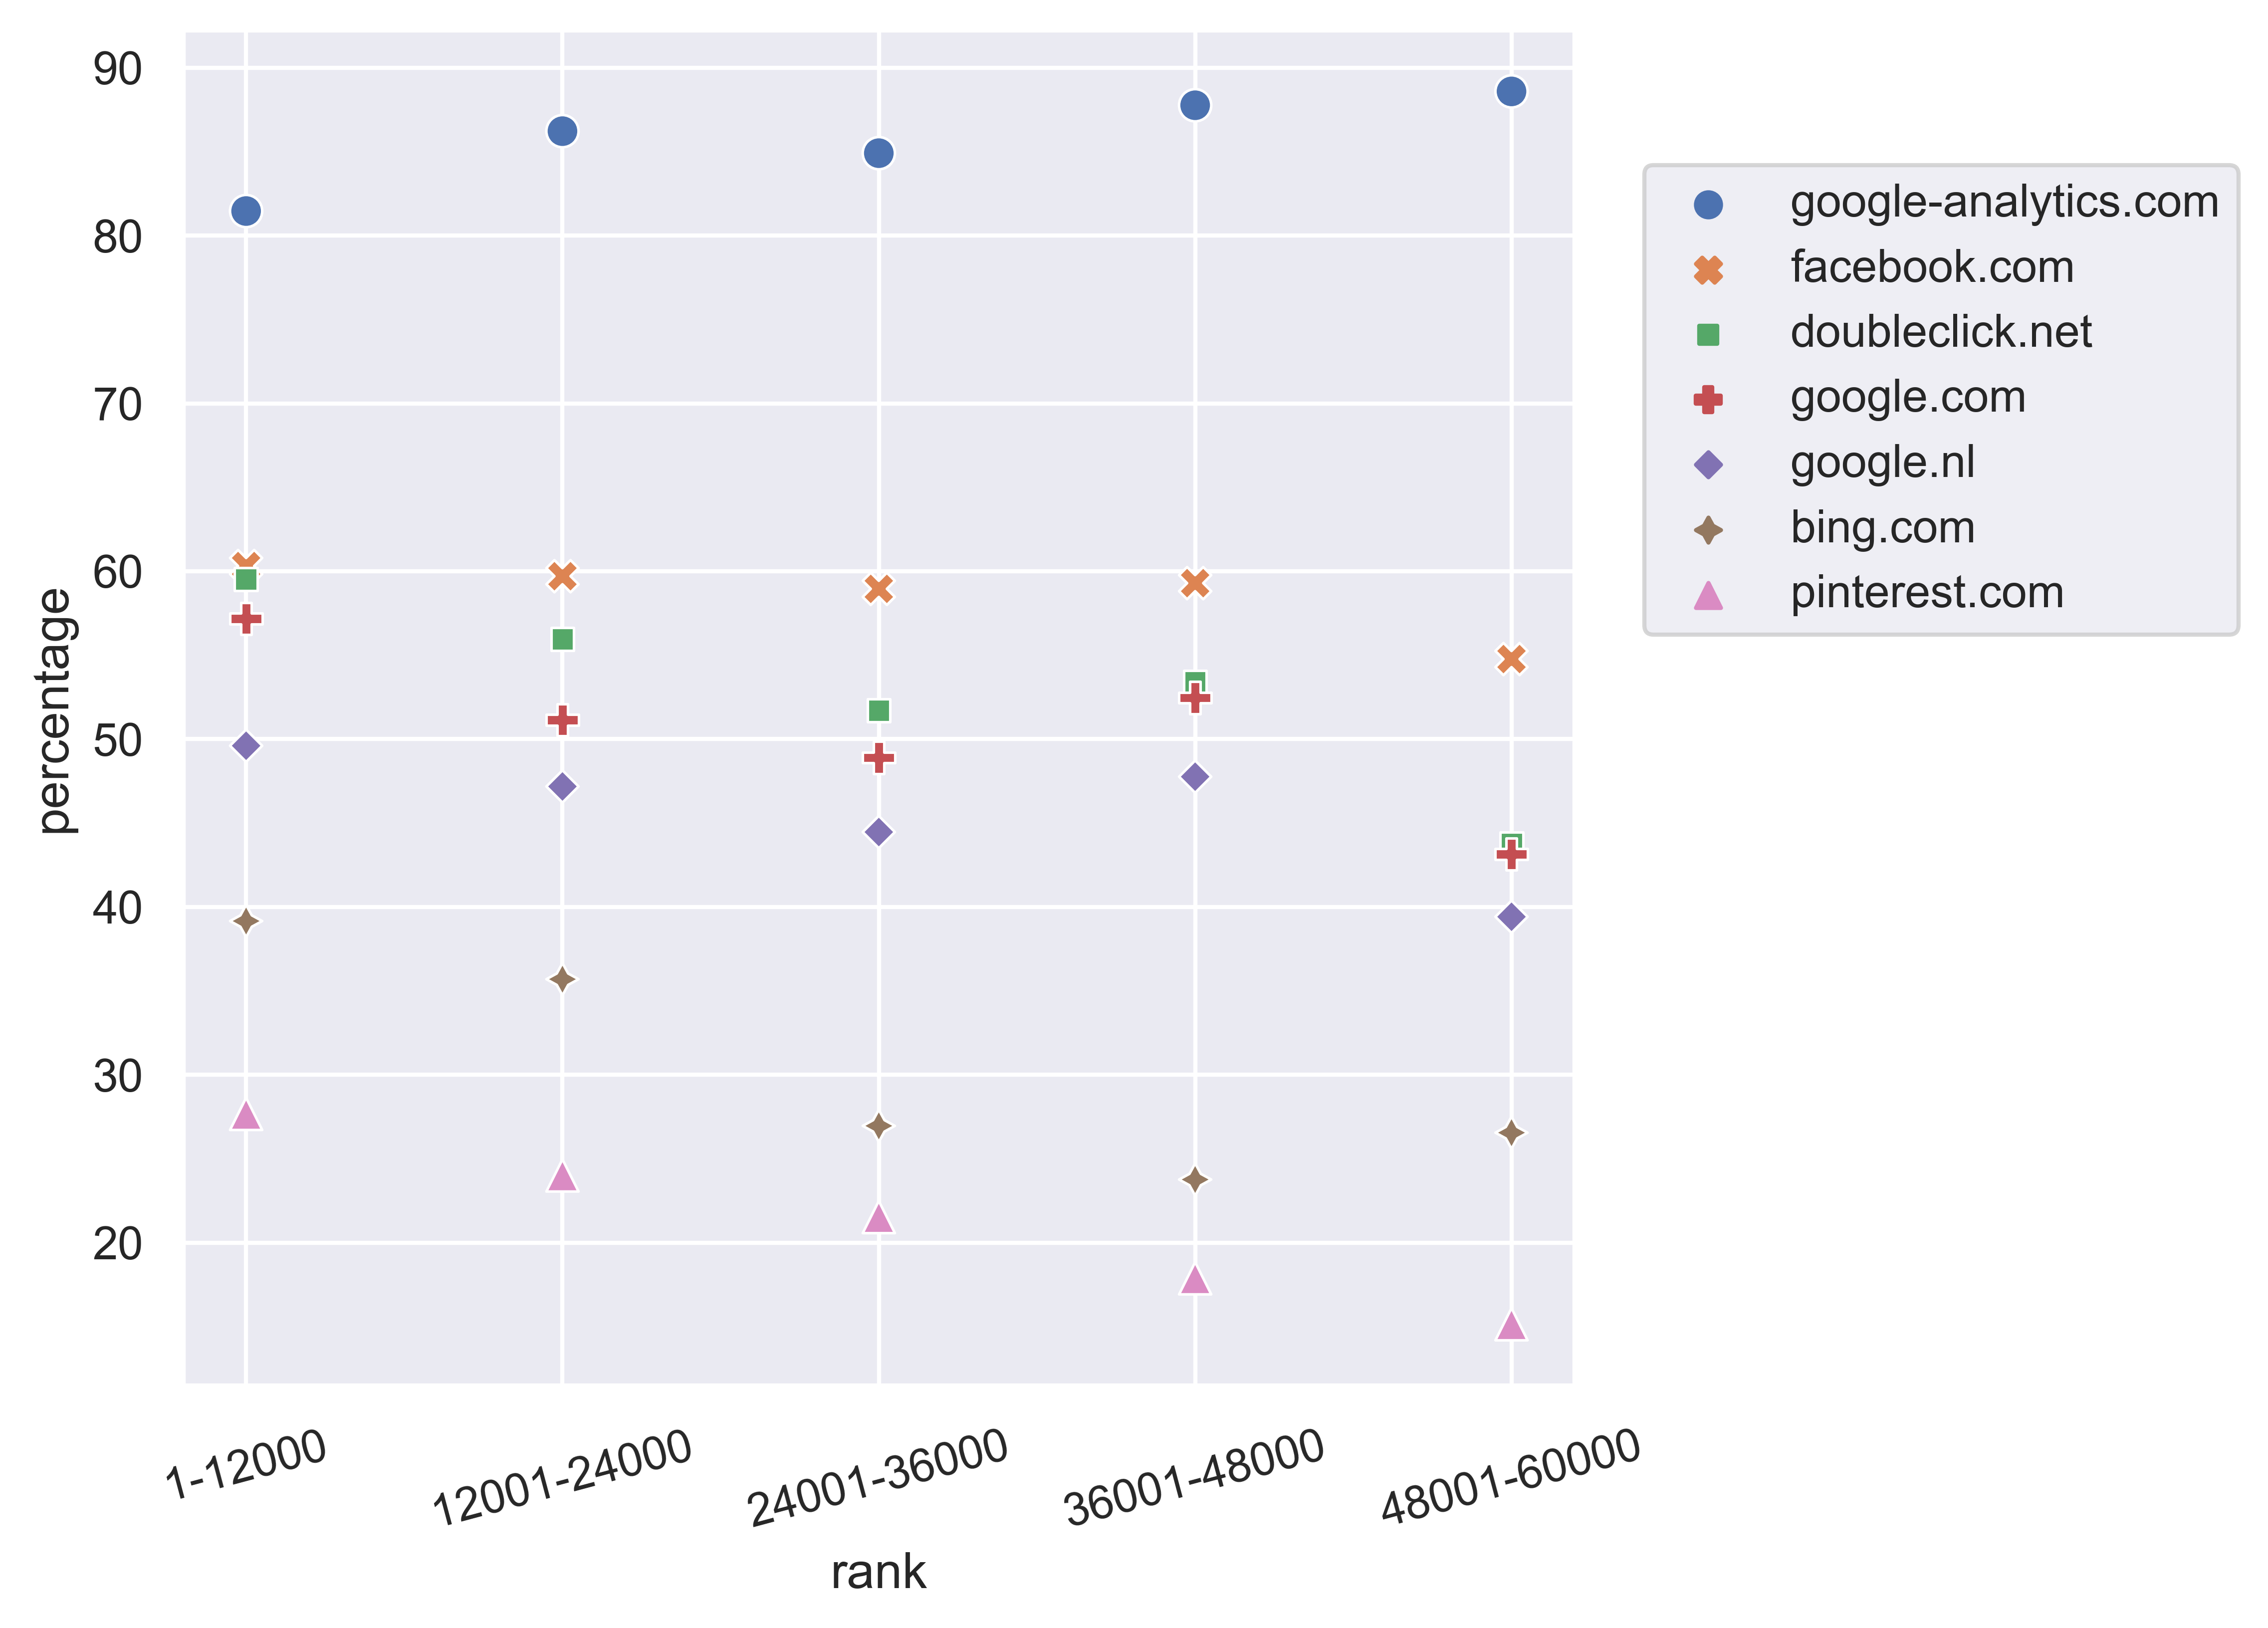 90
80
70
60
50
40
30
20
percentage
1-12000
12001-24000
24001-36000
36001-48000
48001-60000
rank
google-analytics.com
facebook.com
doubleclick.net
google.com
google.nl
bing.com
pinterest.com